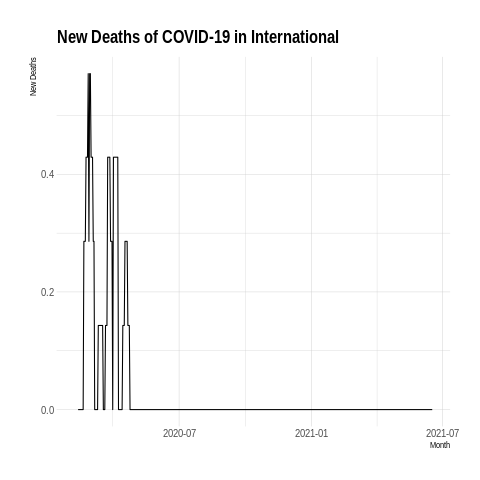 New Deaths of COVID-19 in International
New Deaths
0.4
0.2
0.0
2020-07
2021-01
2021-07
Month